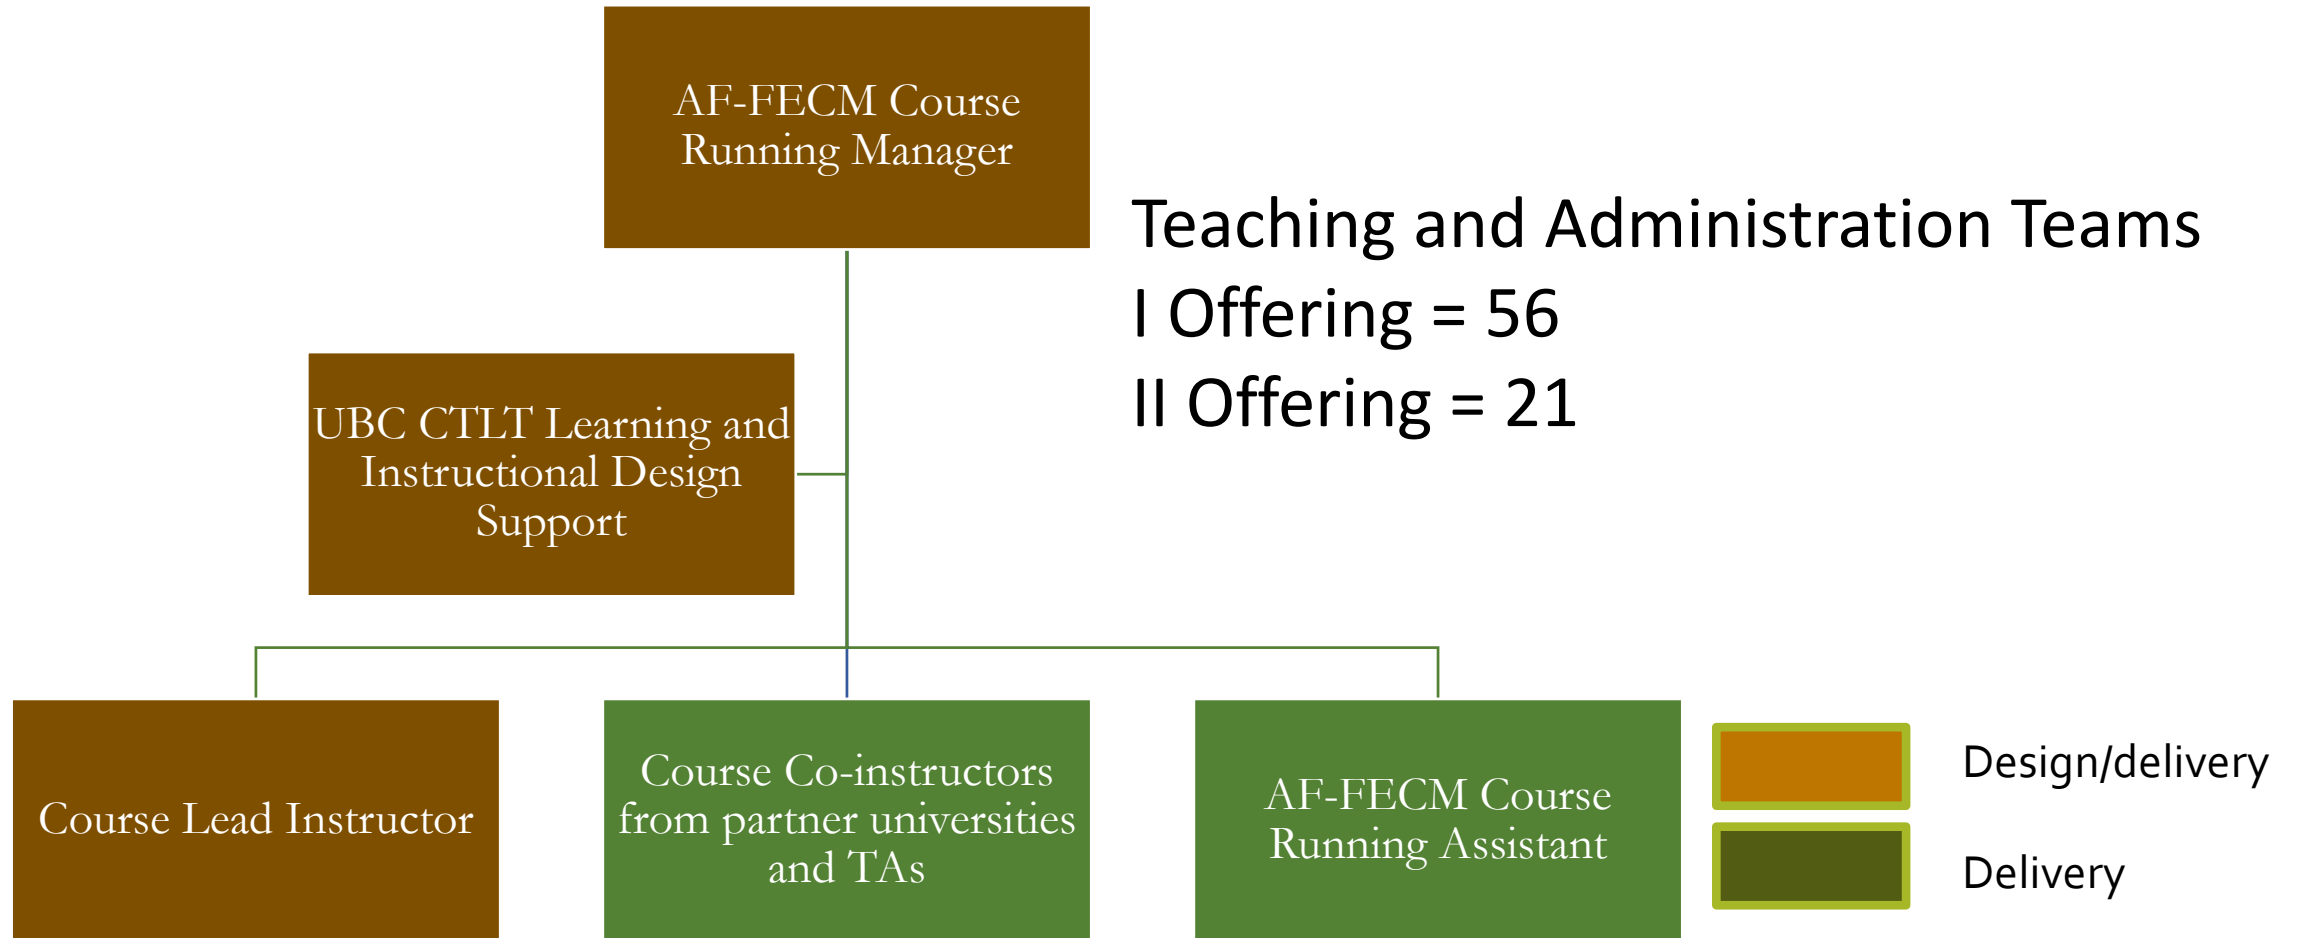 AF-FECM Course
Running Manager
Teaching and Administration Teams
I Offering = 56
II Offering = 21
UBC CTLT Learning and
Instructional Design
Support
Course Lead Instructor
Course Co-instructors
from partner universities
and TAs
AF-FECM Course
Running Assistant
Design/delivery
Delivery